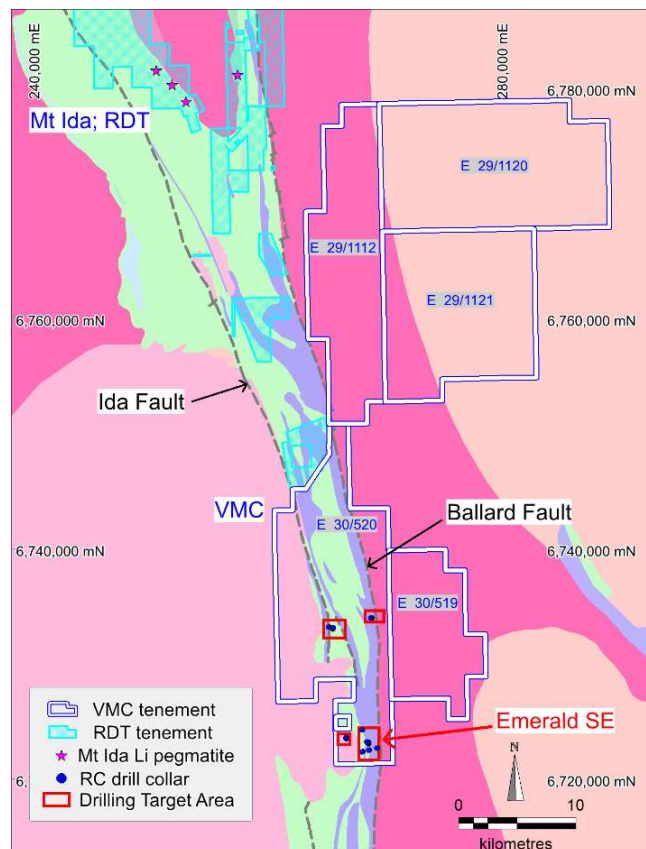 240,000 mE
280,000 mE
6,780,000 mN
Mt Ida; RDT
E 29/1120
E 29/1112
E 29/1121
6,760,000 mN
6,760,000 mN
Ida Fault
VMC
E 30/520
Ballard Fault
6,740,000 mN
6,740,000 mN
E 30/519
VMC tenement
RDT tenement
Mt Ida Li pegmatite
RC drill collar
Drilling Target Area
Emerald SE
N
6,720,000 mN
0 10
kilometres